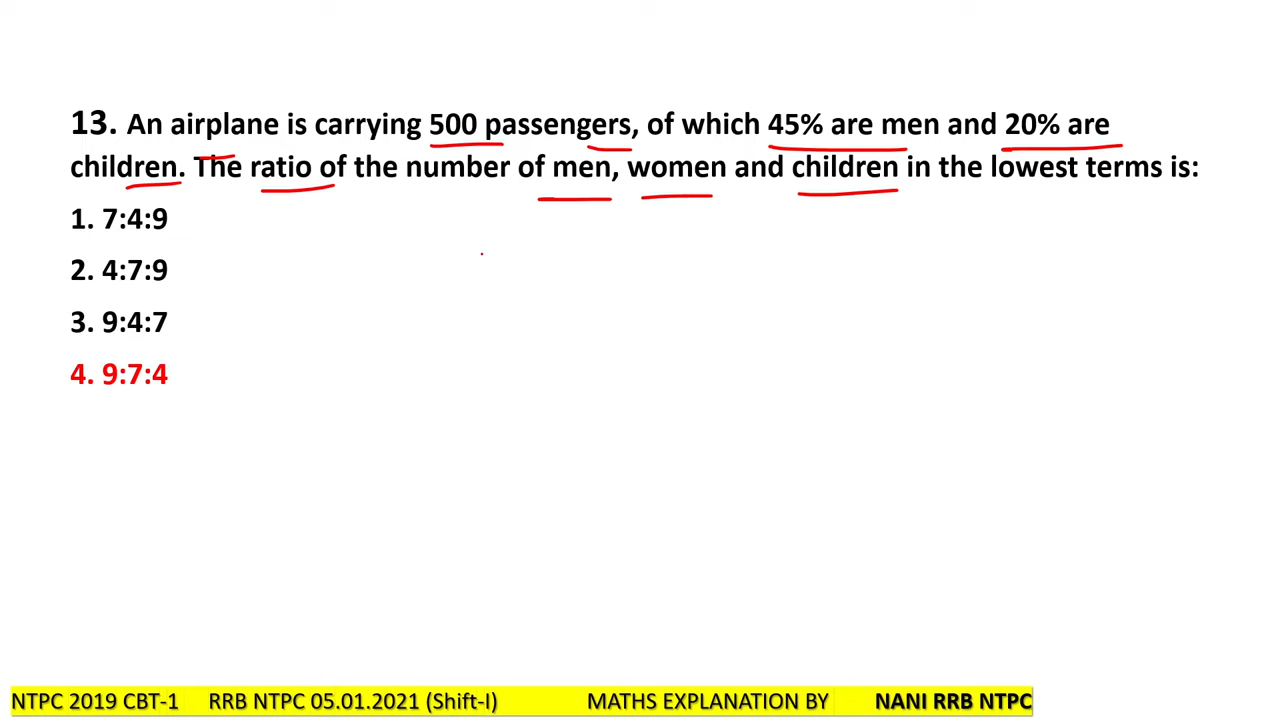 13. An airplane is carrying 500 passengers, of which 45% are men and 20% are
children. The ratio of the number of men, women and children in the lowest terms is:
1. 7:4:9
2. 4:7:9
3. 9:4:7
4. 9:7:4
NTPC 2019 CBT-1 RRB NTPC 05.01.2021 (Shift-I) MATHS EXPLANATION BY NANI RRB NTPC